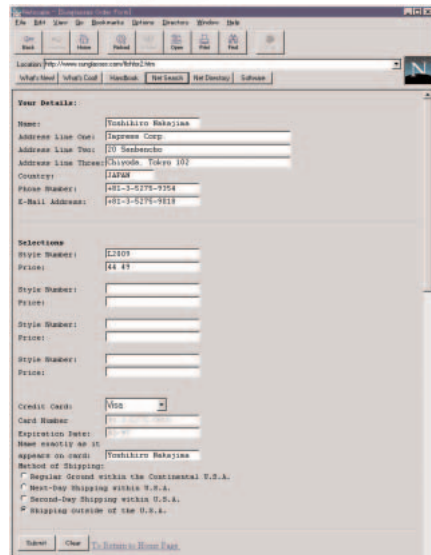 Netscape - [Sunglasses Order Form]
File Edit View Go Bookmarks Options Directory Window Help
Back Home Reload Open Print Find
Location: http://www.sunglasses.com/fishfor2.htm
What's New! What's Cool! Handbook Net Search Net Directory Software
N
Your Details:
Name: Yoshihiro Nakajima
Address Line One: Impress Corp.
Address Line Two: 20 Sanbancho
Address Line Three: Chiyoda, Tokyo 102
Country: JAPAN
Phone Number: +81-3-5275-9354
E-Mail Address: +81-3-5275-9018
Selections
Style Number: L2009
Price: 44 49
Style Number:
Price:
Style Number:
Price:
Style Number:
Price:
Credit Card: Visa
Card Number
Expiration Date:
Name exactly as it
appears on card: Yoshihiro Nakajima
Method of Shipping:
Regular Ground within the Continental U.S.A.
Next-Day Shipping within U.S.A.
Second-Day Shipping within U.S.A.
Shipping outside of the U.S.A.
Submit Clear To Return to Home Page